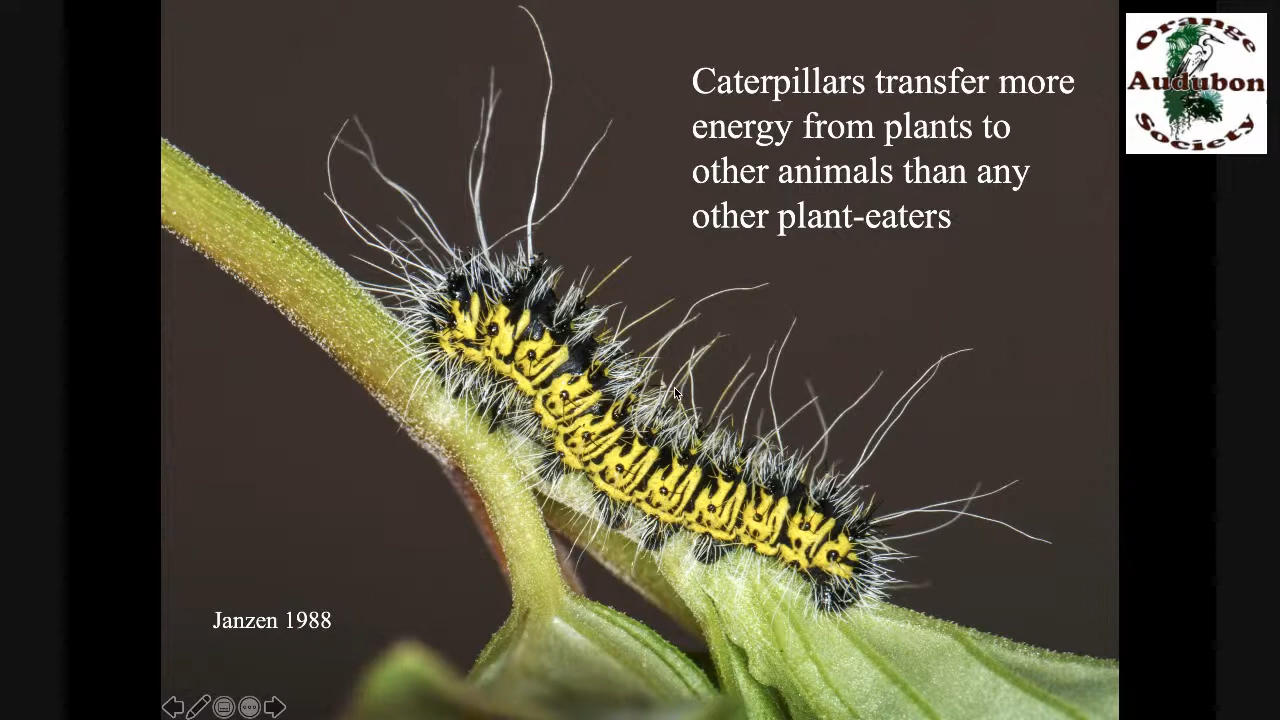 Caterpillars transfer more
energy from plants to
other animals than any
other plant-eaters
Orange
Audubon
Society
Janzen 1988